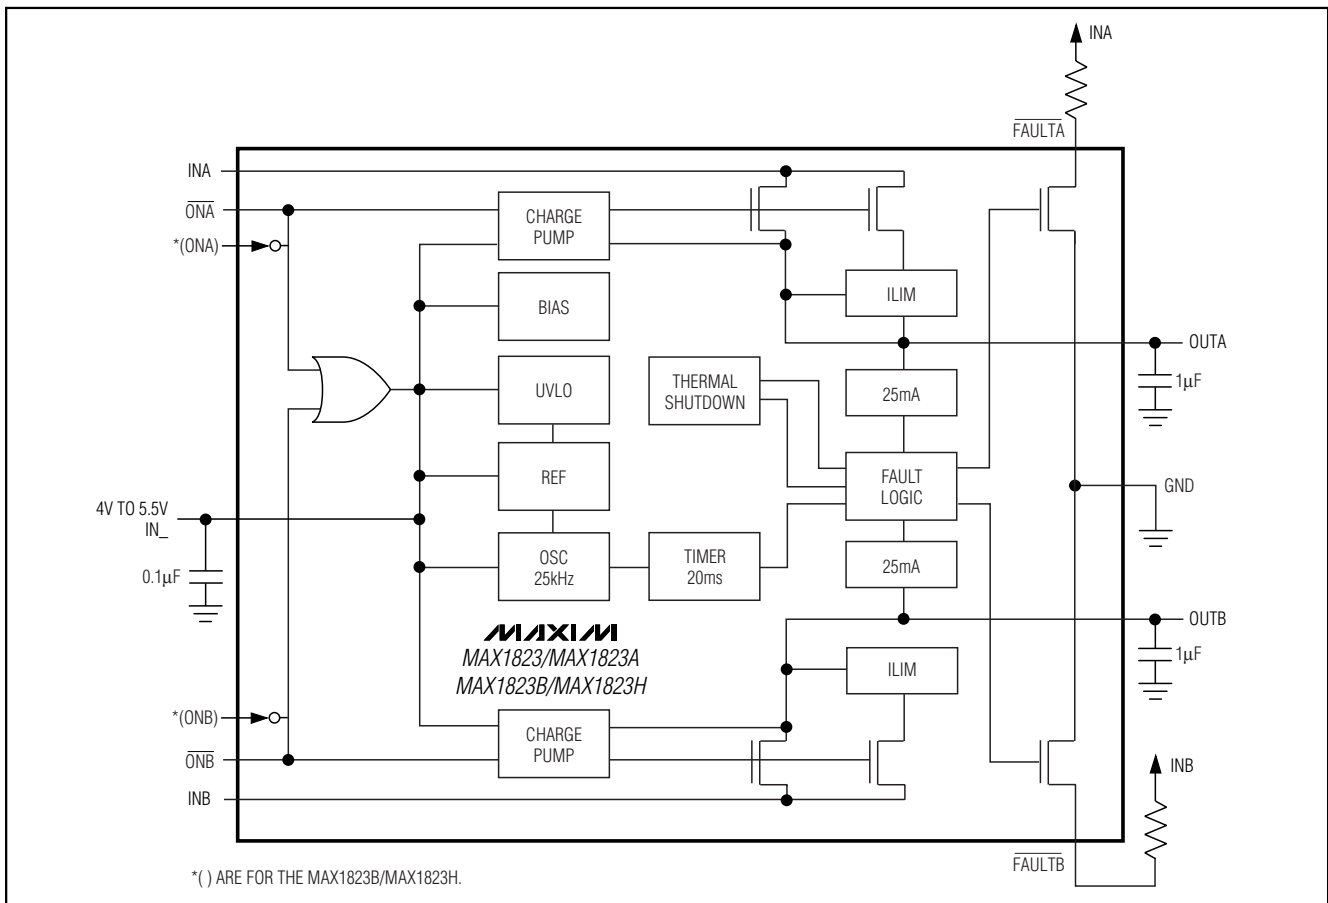 INA
FAULTA
INA
ONA
*(ONA)
CHARGE
PUMP
ILIM
BIAS
OUTA
1µF
UVLO
THERMAL
SHUTDOWN
25mA
REF
FAULT
LOGIC
GND
4V TO 5.5V
IN_
0.1µF
OSC
25kHz
TIMER
20ms
25mA
OUTB
1µF
MAXIM
MAX1823/MAX1823A
MAX1823B/MAX1823H
ILIM
*(ONB)
CHARGE
PUMP
ONB
INB
INB
FAULTB
*( ) ARE FOR THE MAX1823B/MAX1823H.